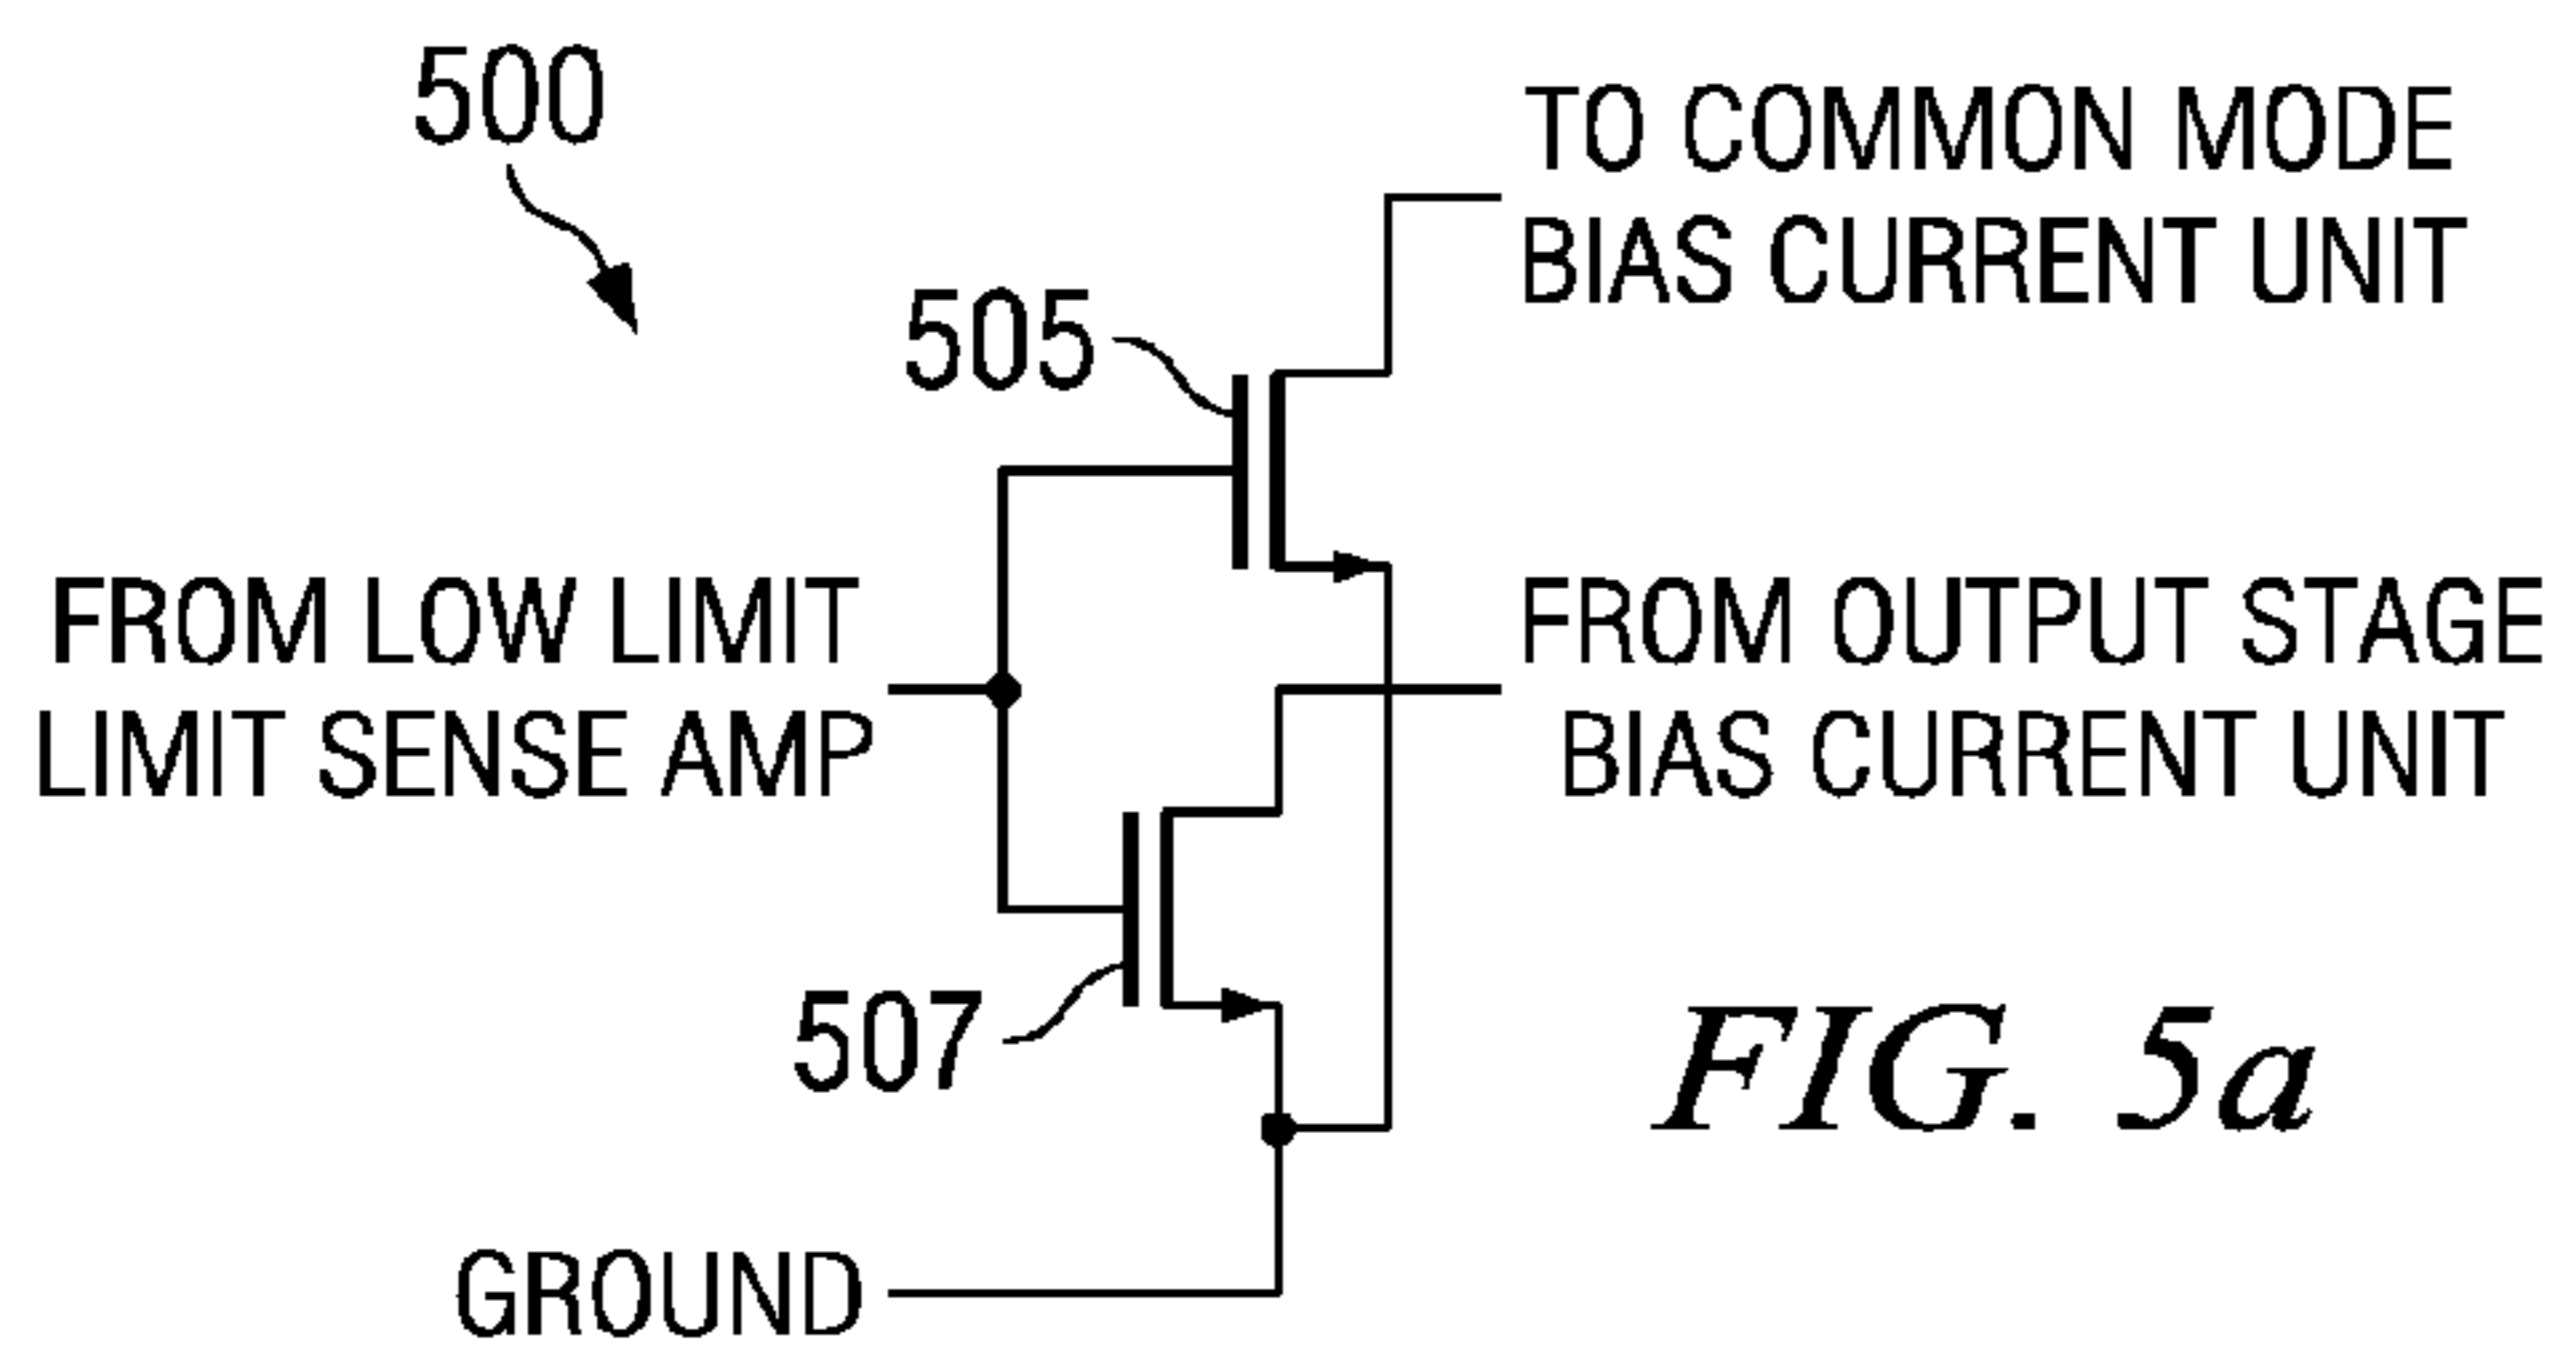 500
TO COMMON MODE
BIAS CURRENT UNIT
505
FROM LOW LIMIT
LIMIT SENSE AMP
FROM OUTPUT STAGE
BIAS CURRENT UNIT
507
FIG. 5a
GROUND